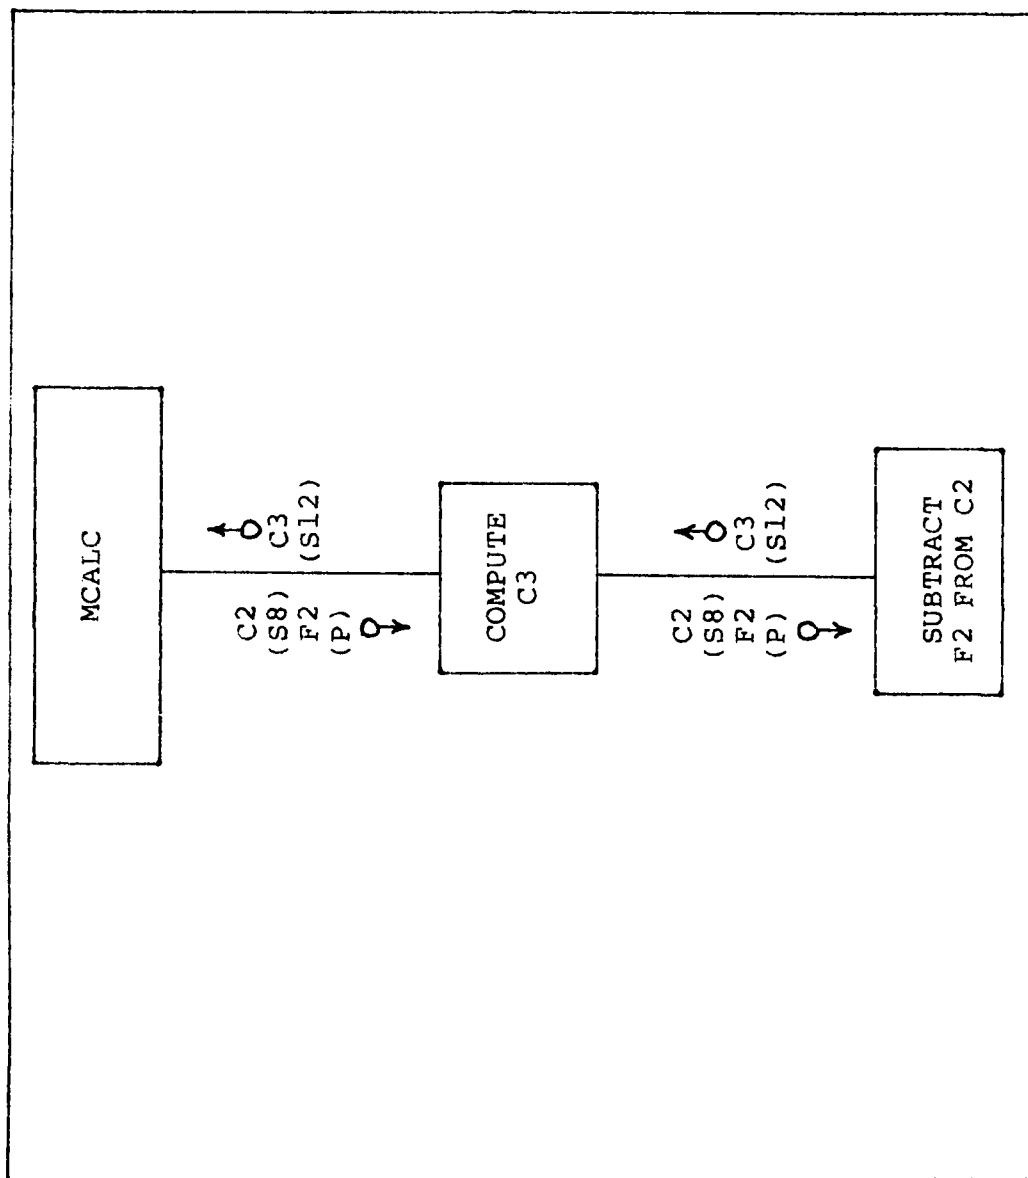 MCALC
C2
(S8)
F2
(P)
C3
(S12)
COMPUTE
C3
C2
(S8)
F2
(P)
C3
(S12)
SUBTRACT
F2 FROM C2